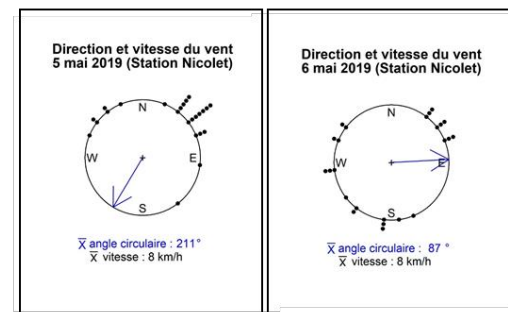 Direction et vitesse du vent
5 mai 2019 (Station Nicolet)
N
W
E
S
X angle circulaire : 211°
X vitesse : 8 km/h
Direction et vitesse du vent
6 mai 2019 (Station Nicolet)
N
W
E
S
X angle circulaire : 87 °
X vitesse : 8 km/h